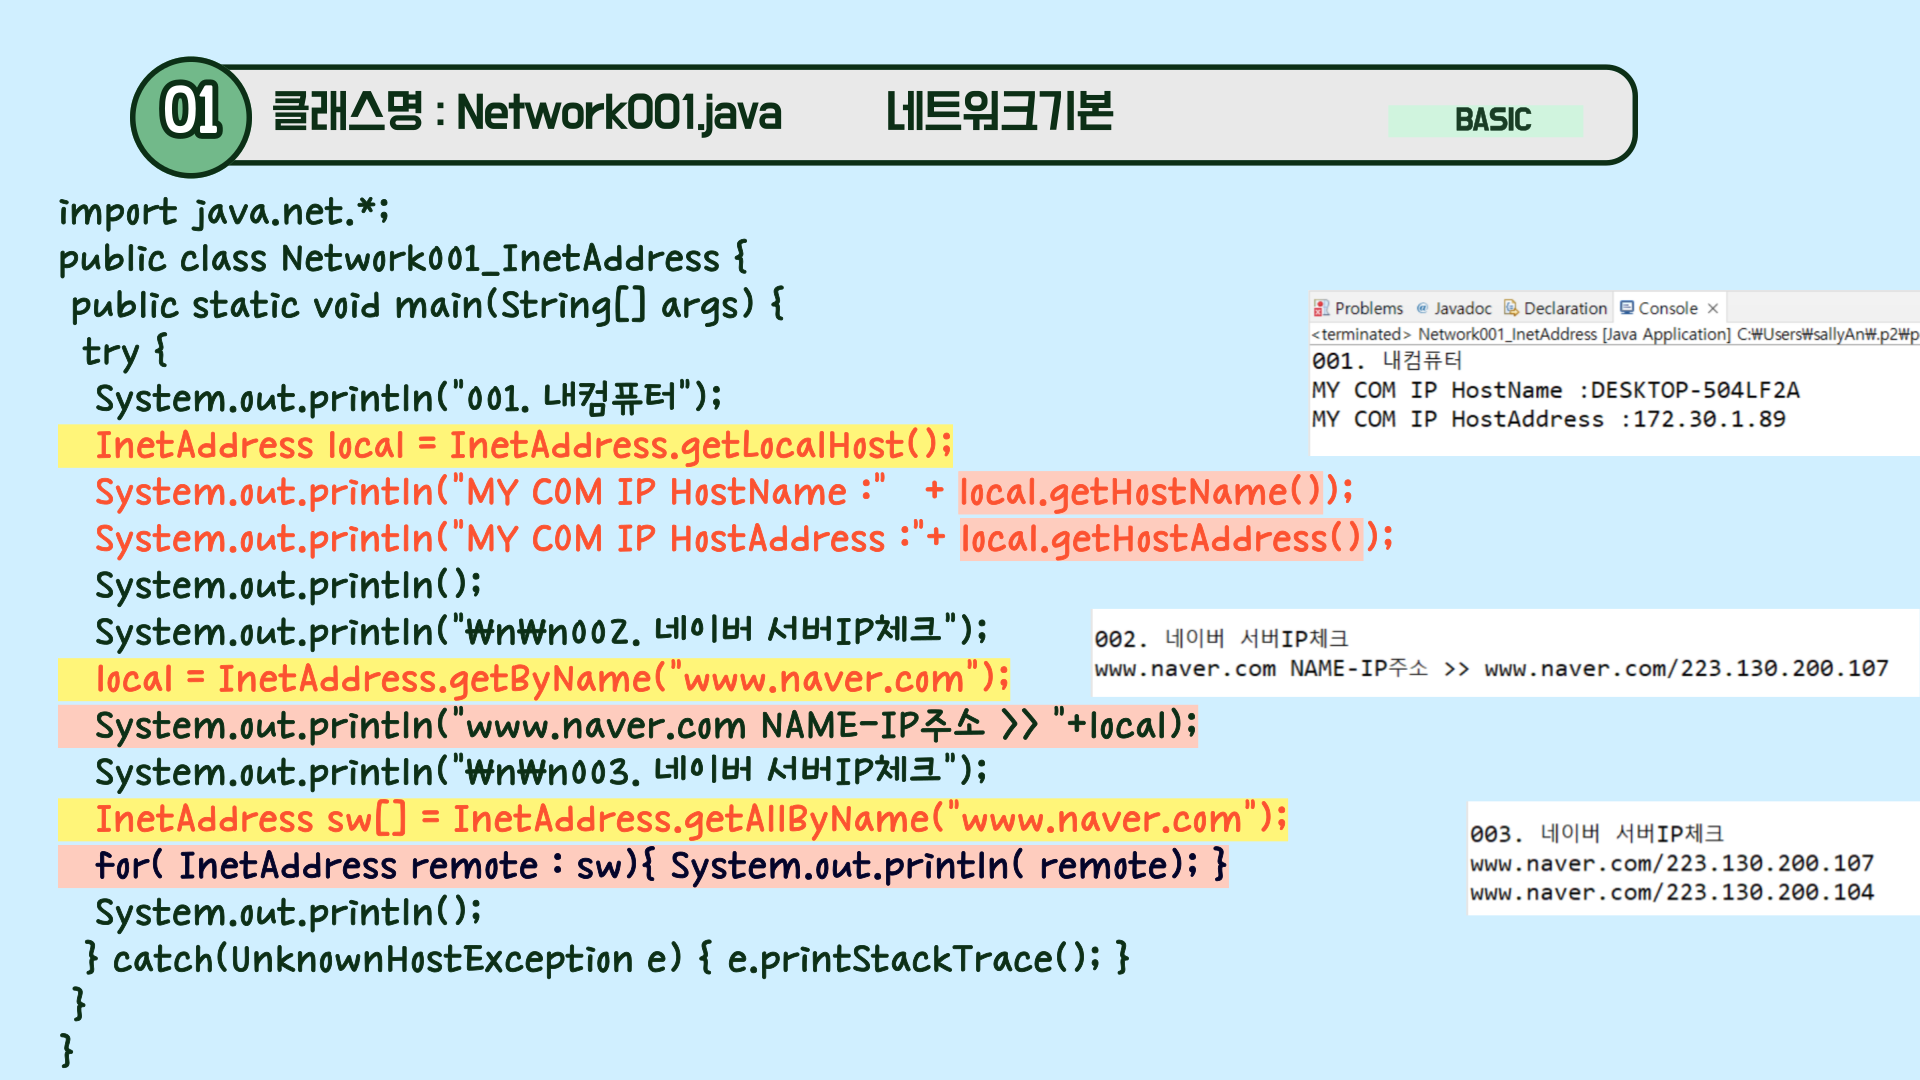 01
클래스명 : Network001.java 네트워크기본 BASIC
import java.net.*;
public class Network001_InetAddress {
public static void main(String[] args) {
try {
System.out.println("001. 내컴퓨터");
InetAddress local = InetAddress.getLocalHost();
System.out.println("MY COM IP HostName :" + local.getHostName());
System.out.println("MY COM IP HostAddress :"+ local.getHostAddress());
System.out.println();
System.out.println("₩n₩n002. 네이버 서버IP체크");
local = InetAddress.getByName("www.naver.com");
System.out.println("www.naver.com NAME-IP주소 >> "+local);
System.out.println("₩n₩n003. 네이버 서버IP체크");
InetAddress sw[] = InetAddress.getAllByName("www.naver.com");
for( InetAddress remote : sw){ System.out.println( remote); }
System.out.println();
} catch(UnknownHostException e) { e.printStackTrace(); }
}
}
Problems @ Javadoc Declaration Console ×
<terminated> Network001_InetAddress [Java Application] C:₩Users₩sallyAn₩.p2₩p
001. 내컴퓨터
MY COM IP HostName :DESKTOP-504LF2A
MY COM IP HostAddress :172.30.1.89
002. 네이버 서버IP체크
www.naver.com NAME-IP주소 >> www.naver.com/223.130.200.107
003. 네이버 서버IP체크
www.naver.com/223.130.200.107
www.naver.com/223.130.200.104